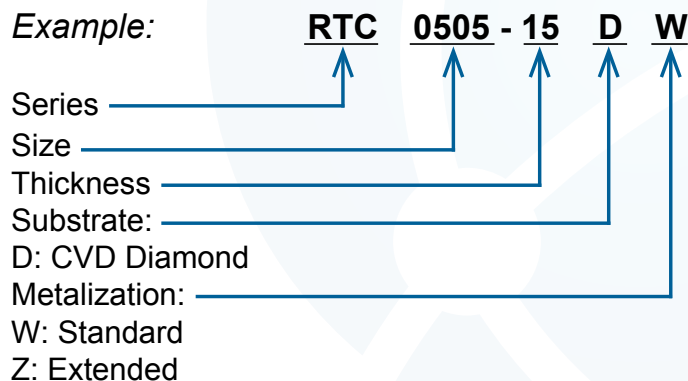 Example: RTC 0505 - 15 D W
Series
Size
Thickness
Substrate:
D: CVD Diamond
Metalization:
W: Standard
Z: Extended